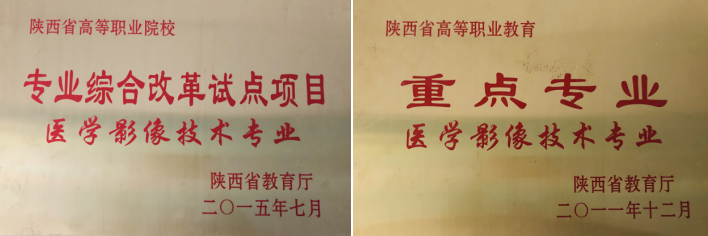 陕西省高等职业院校
专业综合改革试点项目
医学影像技术专业
陕西省教育厅
二〇一五年七月
陕西省高等职业教育
重点专业
医学影像技术专业
陕西省教育厅
二〇一一年十二月